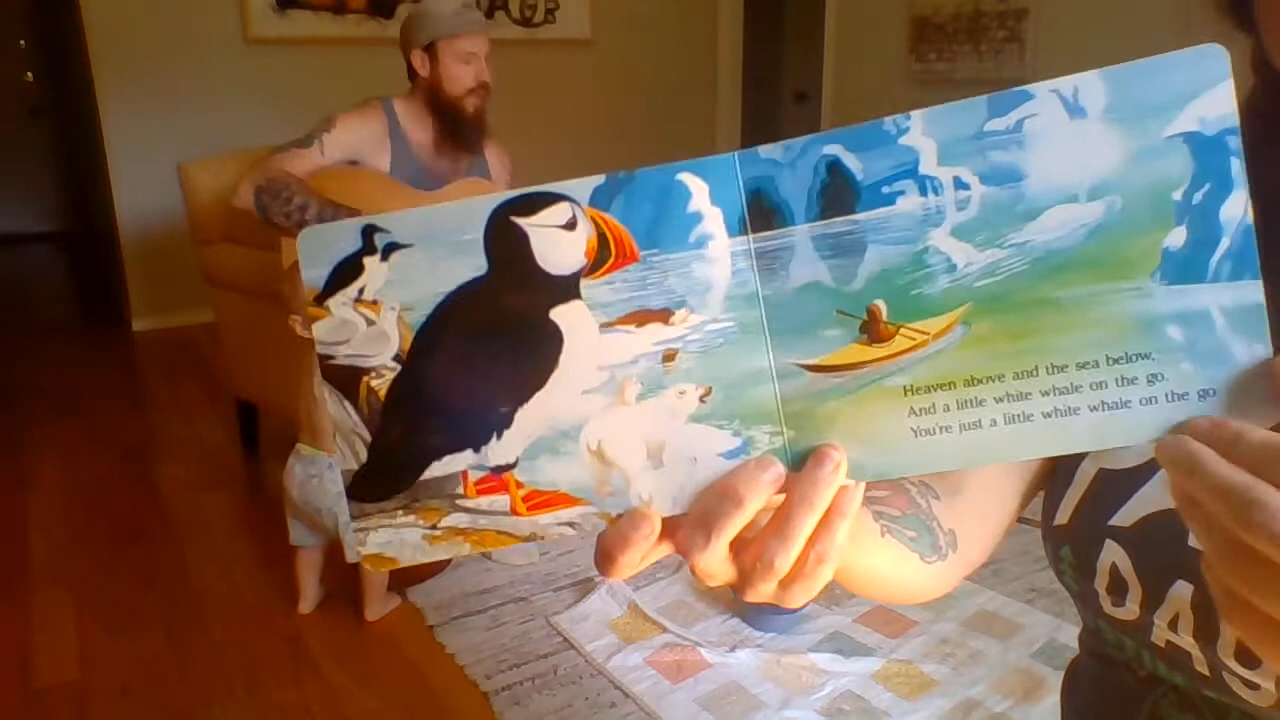 Heaven above and the sea below,
And a little white whale on the go.
You're just a little white whale on the go
DAY